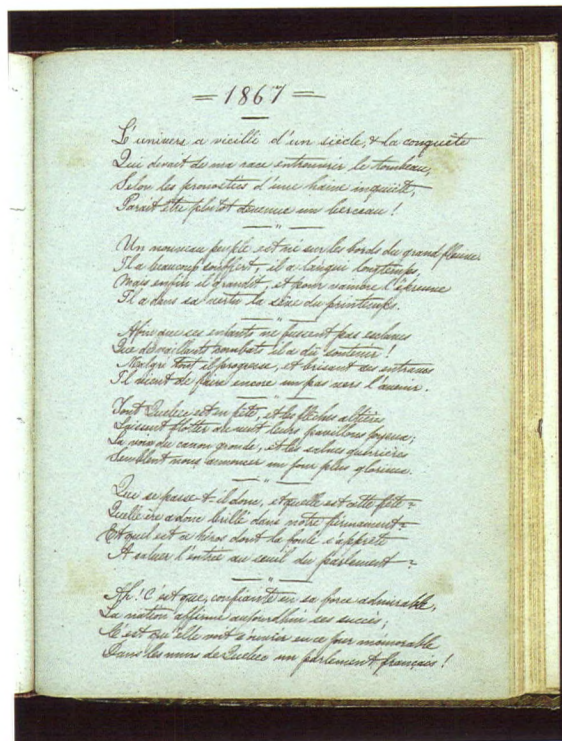 = 1867 =
L'univers a vieilli d'un siècle, & la conquête
Qui devait de ma race entrouvrir le tombeau,
Selon les pronostics d'une haine inquiète,
Paraît être plutôt devenue un berceau !
Un nouveau peuple est né sur les bords du grand fleuve
Il a beaucoup souffert, il a langui longtemps,
Mais enfin il grandit, et pour vaincre l'épreuve
Il a dans sa vertu la sève du printemps.
Afin que ses enfants ne fussent pas esclaves
Que de vaillants combats il a dû soutenir !
Malgré tout il progresse, et brisant ses entraves
Il vient de faire encore un pas vers l'avenir.
Tout Québec est en fête, et les flèches altières
Laissent flotter au vent leurs pavillons joyeux;
La voix du canon gronde, et les salves guerrières
Semblent nous annoncer un jour plus glorieux.
Que se passe-t-il donc, et quelle est cette fête ?
Quelle ère a donc brillé dans notre firmament ?
Et quel est ce héros dont la foule s'apprête
A saluer l'entrée au seuil du parlement ?
Ah ! C'est que, confiante en sa force admirable,
La nation affirme aujourd'hui ses succès;
C'est qu'elle voit s'ouvrir en ce jour mémorable
Dans les murs de Québec un parlement français !